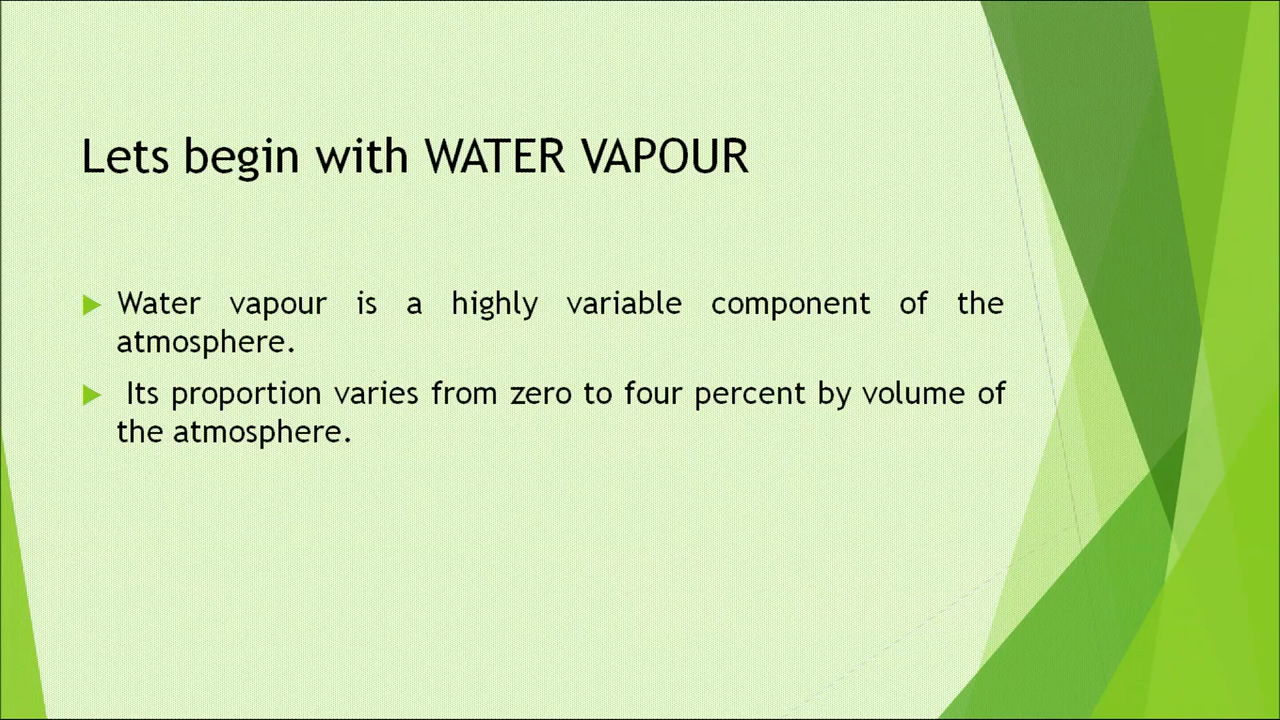 Lets begin with WATER VAPOUR
Water vapour is a highly variable component of the
atmosphere.
Its proportion varies from zero to four percent by volume of
the atmosphere.